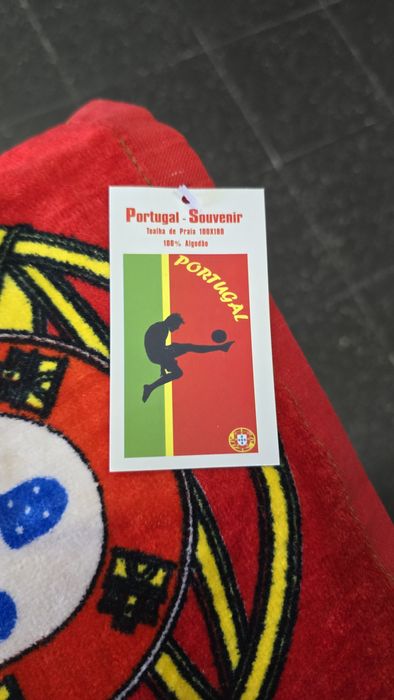 Portugal - Souvenir
Toalha de Praia 100X180
100% Algodão
PORTUGAL